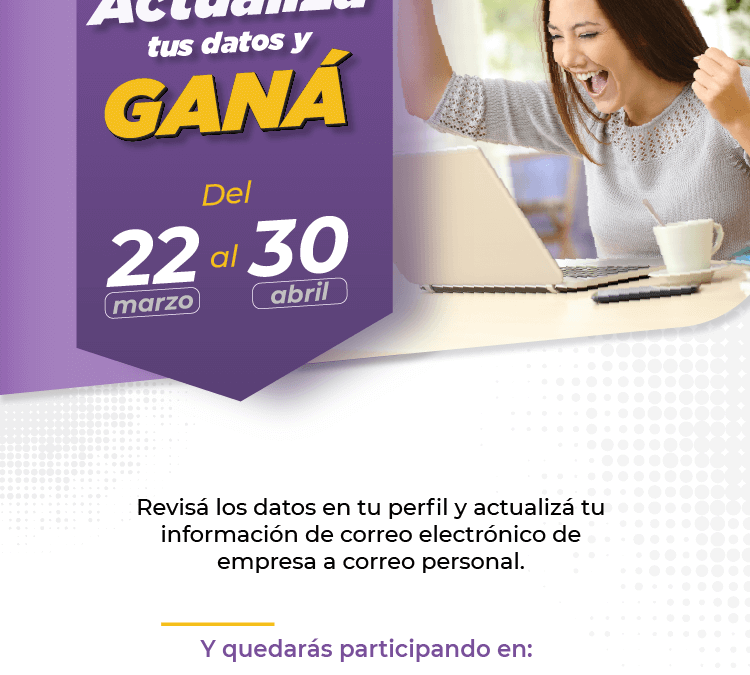 Actualizá
tus datos y
GANÁ
Del
22 al 30
marzo abril
Revisá los datos en tu perfil y actualizá tu
información de correo electrónico de
empresa a correo personal.
Y quedarás participando en: